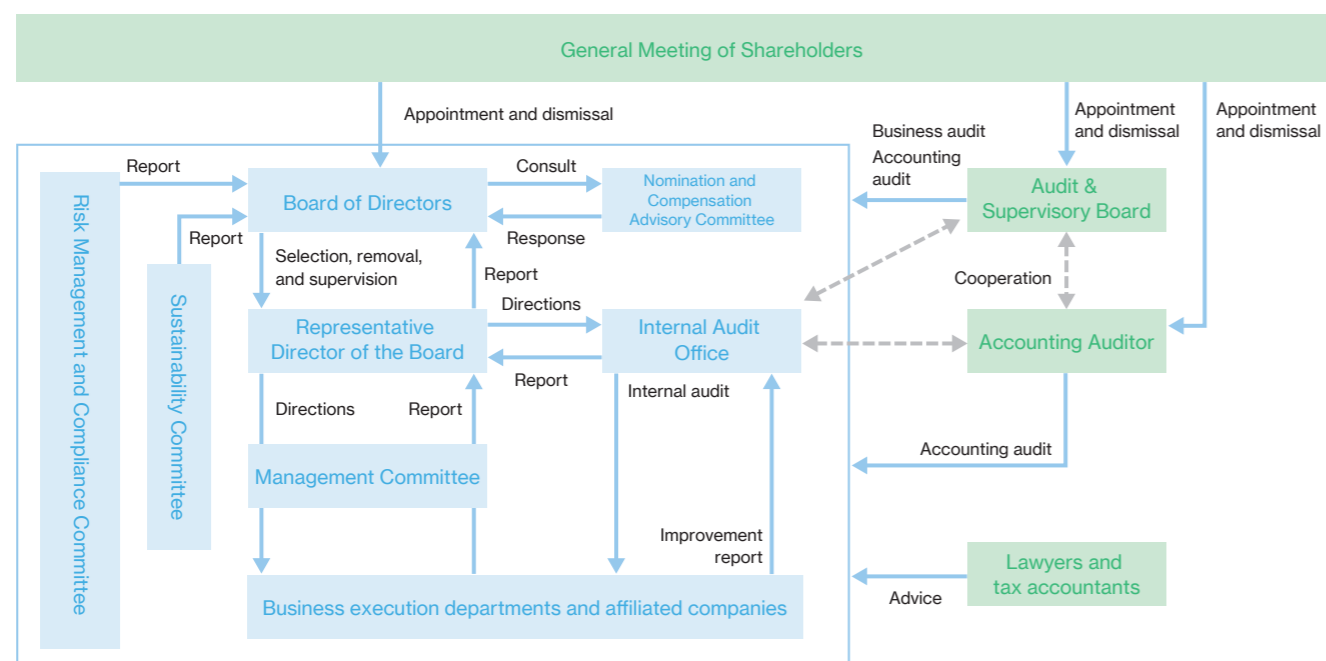 General Meeting of Shareholders
Appointment and dismissal
Appointment
and dismissal
Appointment
and dismissal
Business audit
Accounting
audit
Report
Board of Directors
Consult
Nomination and
Compensation
Advisory Committee
Response
Audit &
Supervisory Board
Risk Management and Compliance Committee
Report
Sustainability Committee
Selection, removal,
and supervision
Report
Directions
Cooperation
Representative
Director of the Board
Internal Audit
Office
Accounting Auditor
Report
Internal audit
Directions
Report
Accounting audit
Management Committee
Improvement
report
Business execution departments and affiliated companies
Lawyers and
tax accountants
Advice